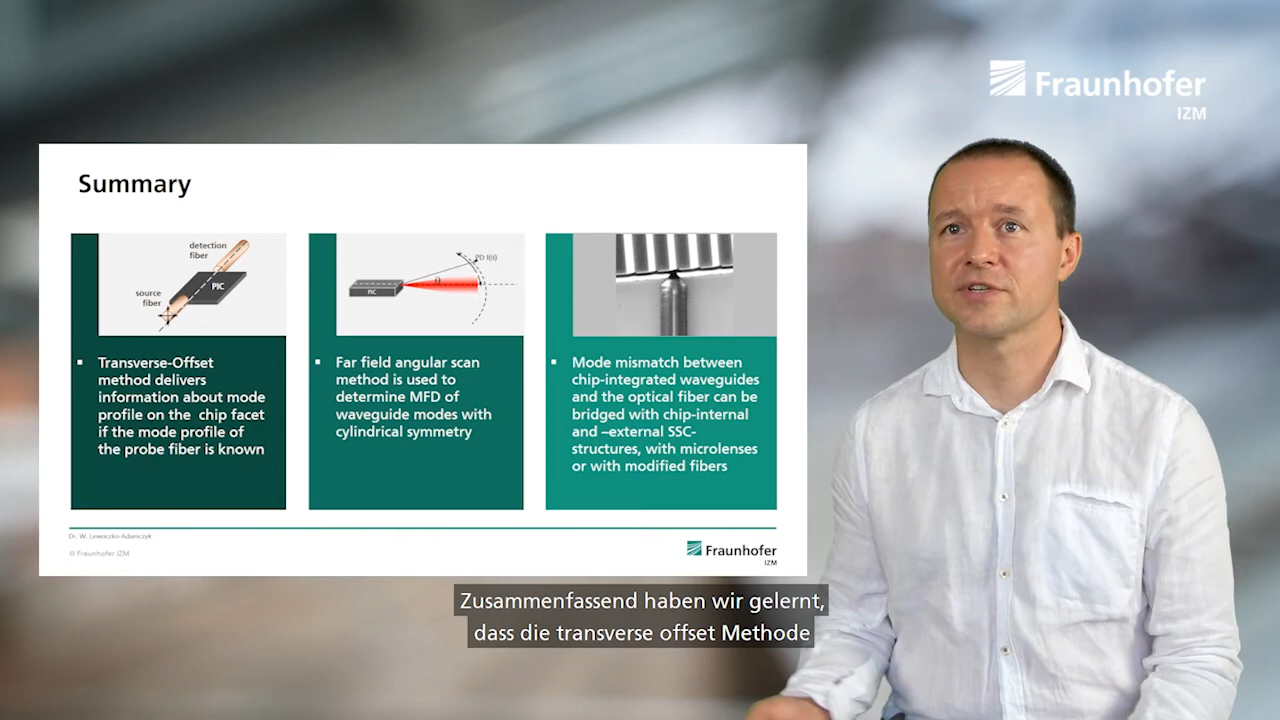 Fraunhofer
IZM
Summary
detection
fiber
PIC
source
fiber
PD I(θ)
θ
PIC
▪ Transverse-Offset
method delivers
information about mode
profile on the chip facet
if the mode profile of
the probe fiber is known
▪ Far field angular scan
method is used to
determine MFD of
waveguide modes with
cylindrical symmetry
▪ Mode mismatch between
chip-integrated waveguides
and the optical fiber can be
bridged with chip-internal
and –external SSC-
structures, with microlenses
or with modified fibers
Dr. W. Lewoczko-Adamczyk
© Fraunhofer IZM
Fraunhofer
IZM
Zusammenfassend haben wir gelernt,
dass die transverse offset Methode